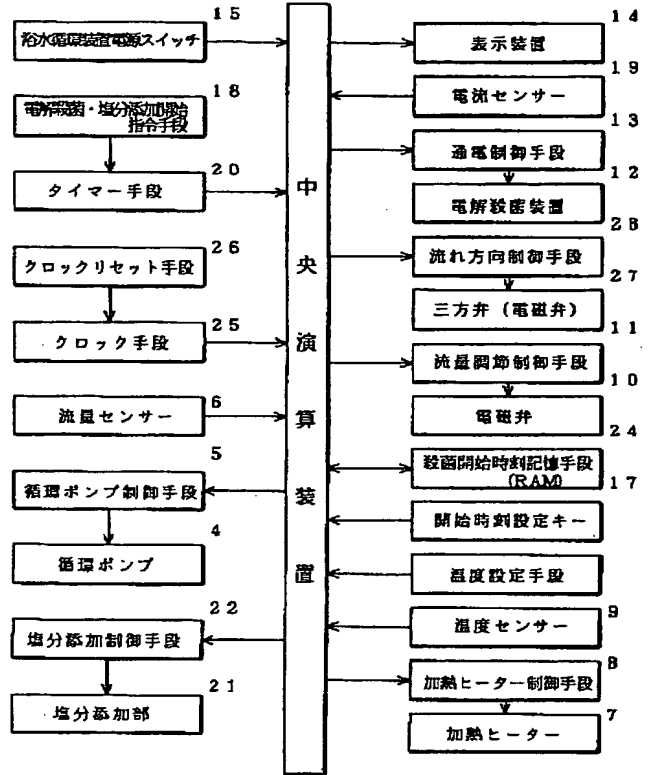 15
浴水循環装置電源スイッチ
18
電解殺菌・塩分添加開始
指令手段
20
タイマー手段
26
クロックリセット手段
25
クロック手段
6
流量センサー
5
循環ポンプ制御手段
4
循環ポンプ
22
塩分添加制御手段
21
塩分添加部
中央演算装置
14
表示装置
19
電流センサー
13
通電制御手段
12
電解殺菌装置
28
流れ方向制御手段
27
三方弁（電磁弁）
11
流量調節制御手段
10
電磁弁
24
殺菌開始時刻記憶手段
(RAM)
17
開始時刻設定キー
温度設定手段
9
温度センサー
8
加熱ヒーター制御手段
7
加熱ヒーター